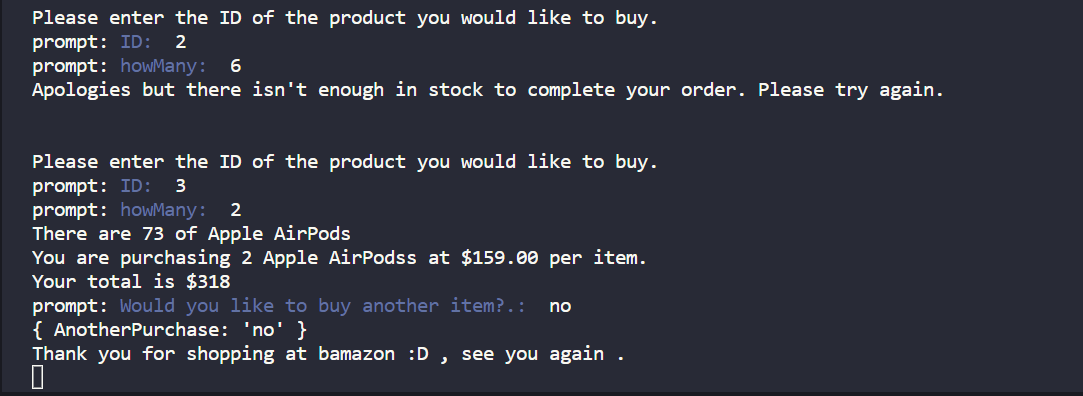 Please enter the ID of the product you would like to buy.
prompt: ID:  2
prompt: howMany:  6
Apologies but there isn't enough in stock to complete your order. Please try again.
Please enter the ID of the product you would like to buy.
prompt: ID:  3
prompt: howMany:  2
There are 73 of Apple AirPods
You are purchasing 2 Apple AirPodss at $159.00 per item.
Your total is $318
prompt: Would you like to buy another item?.:  no
{ AnotherPurchase: 'no' }
Thank you for shopping at bamazon :D , see you again .